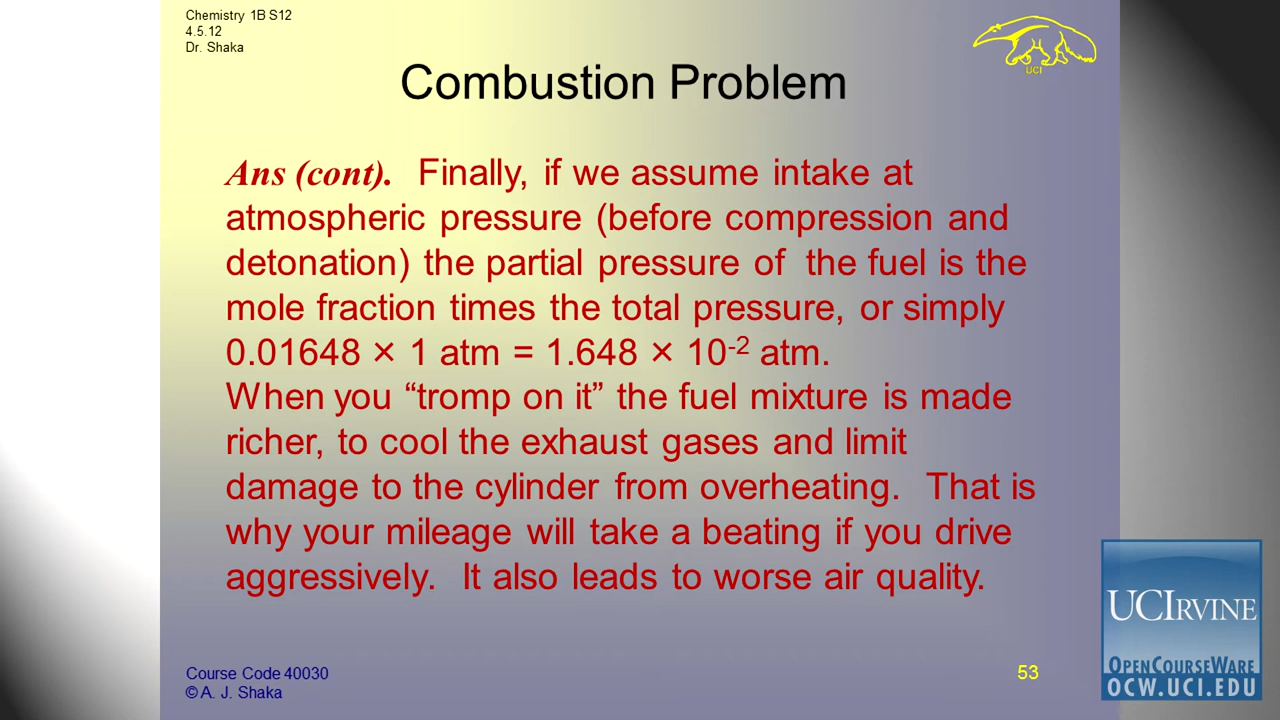 Chemistry 1B S12
4.5.12
Dr. Shaka
UCI
Combustion Problem
Ans (cont). Finally, if we assume intake at
atmospheric pressure (before compression and
detonation) the partial pressure of the fuel is the
mole fraction times the total pressure, or simply
0.01648 × 1 atm = 1.648 × 10⁻² atm.
When you “tromp on it” the fuel mixture is made
richer, to cool the exhaust gases and limit
damage to the cylinder from overheating. That is
why your mileage will take a beating if you drive
aggressively. It also leads to worse air quality.
Course Code 40030
© A. J. Shaka
53
UCIRVINE
OPENCOURSEWARE
OCW.UCI.EDU